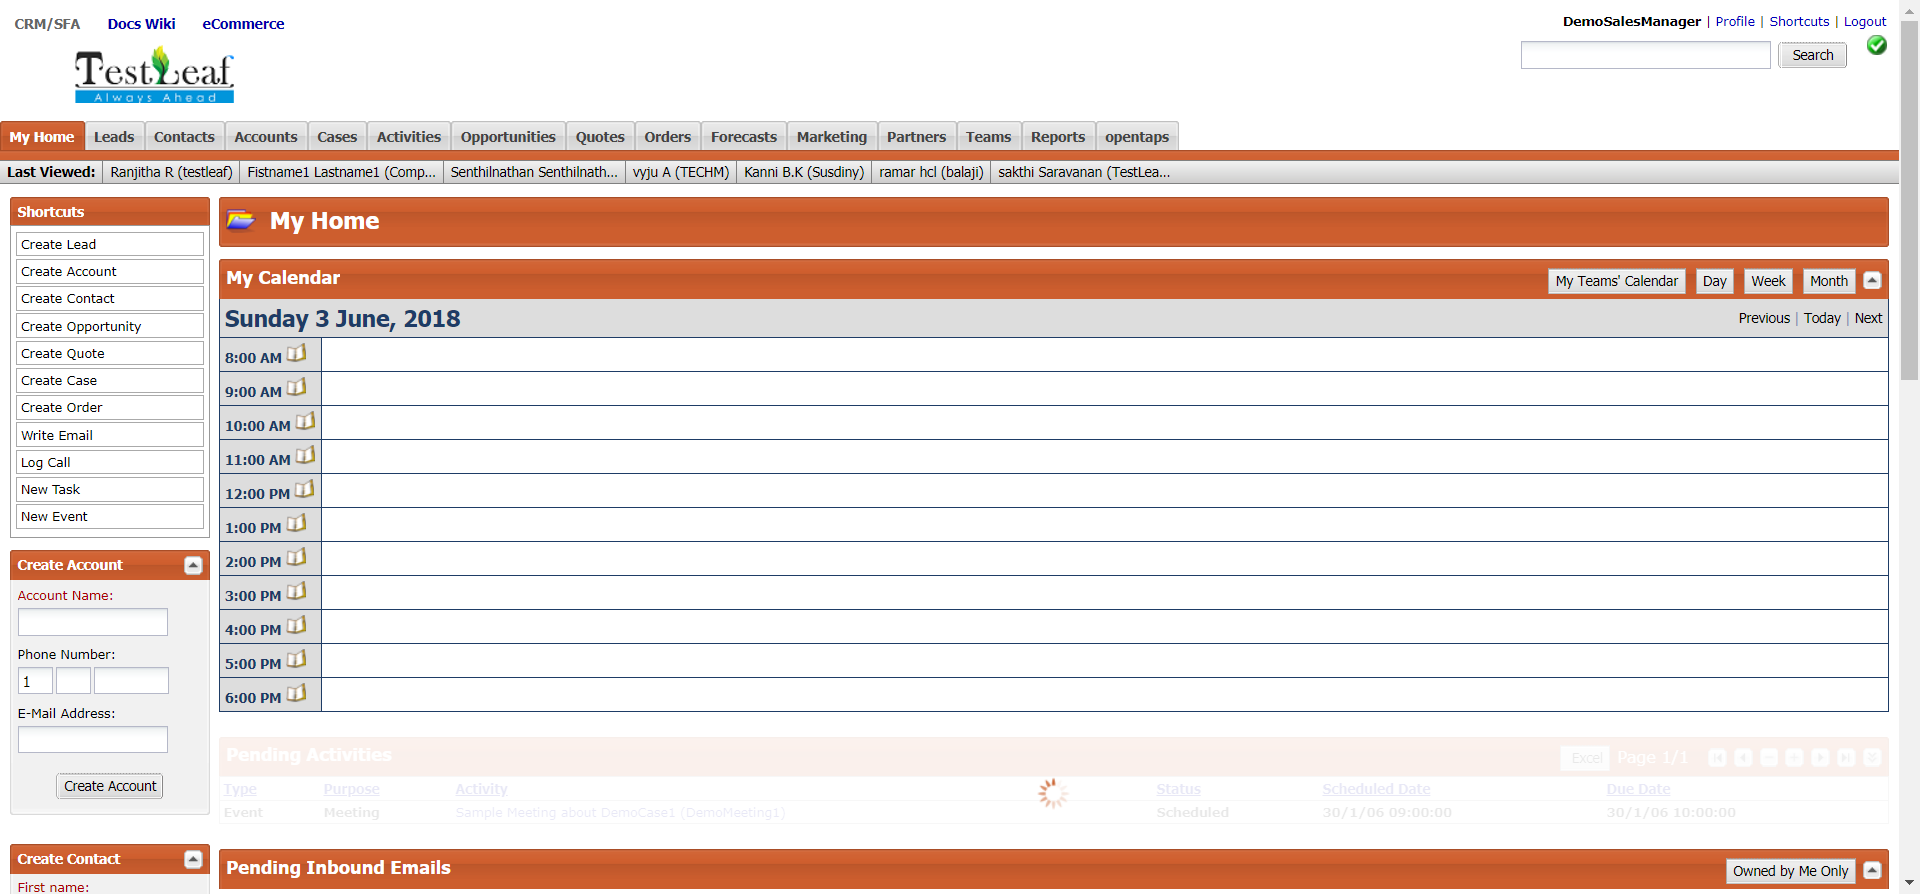 CRM/SFA Docs Wiki eCommerce
DemoSalesManager | Profile | Shortcuts | Logout
Search
TestLeaf
Always Ahead
My Home Leads Contacts Accounts Cases Activities Opportunities Quotes Orders Forecasts Marketing Partners Teams Reports opentaps
Last Viewed: Ranjitha R (testleaf) Fistname1 Lastname1 (Comp... Senthilnathan Senthilnath... vyju A (TECHM) Kanni B.K (Susdiny) ramar hcl (balaji) sakthi Saravanan (TestLea...
Shortcuts
Create Lead
Create Account
Create Contact
Create Opportunity
Create Quote
Create Case
Create Order
Write Email
Log Call
New Task
New Event
Create Account
Account Name:
Phone Number:
1
E-Mail Address:
Create Account
Create Contact
First name:
My Home
My Calendar My Teams' Calendar Day Week Month
Sunday 3 June, 2018 Previous | Today | Next
8:00 AM
9:00 AM
10:00 AM
11:00 AM
12:00 PM
1:00 PM
2:00 PM
3:00 PM
4:00 PM
5:00 PM
6:00 PM
Pending Activities Excel Page 1/1
Type Purpose Activity Status Scheduled Date Due Date
Event Meeting Sample Meeting about DemoCase1 (DemoMeeting1) Scheduled 30/1/06 09:00:00 30/1/06 10:00:00
Pending Inbound Emails Owned by Me Only